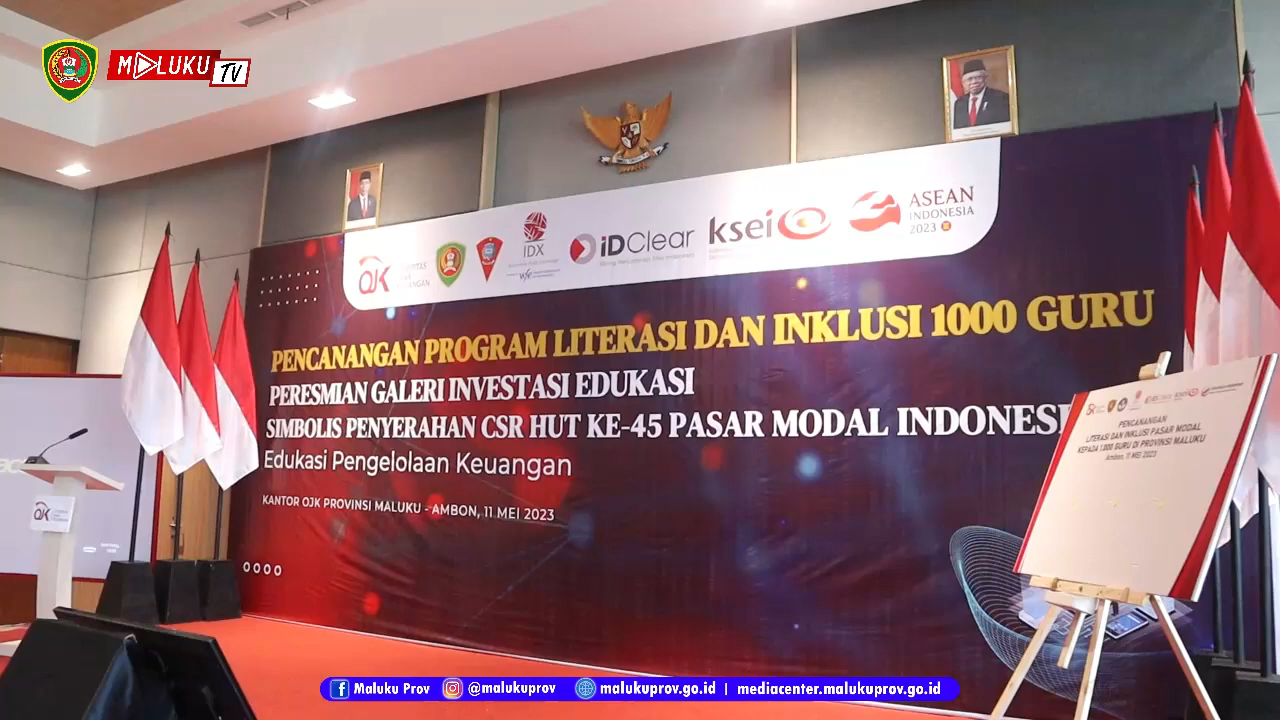 MALUKU TV
OJK
IDX
iDClear
ksei
ASEAN
INDONESIA
2023
PENCANANGAN PROGRAM LITERASI DAN INKLUSI 1000 GURU
PERESMIAN GALERI INVESTASI EDUKASI
SIMBOLIS PENYERAHAN CSR HUT KE-45 PASAR MODAL INDONES
Edukasi Pengelolaan Keuangan
KANTOR OJK PROVINSI MALUKU - AMBON, 11 MEI 2023
OJK
PENCANANGAN
LITERASI DAN INKLUSI PASAR MODAL
KEPADA 1.000 GURU DI PROVINSI MALUKU
Ambon, 11 MEI 2023
Maluku Prov @malukuprov malukuprov.go.id | mediacenter.malukuprov.go.id